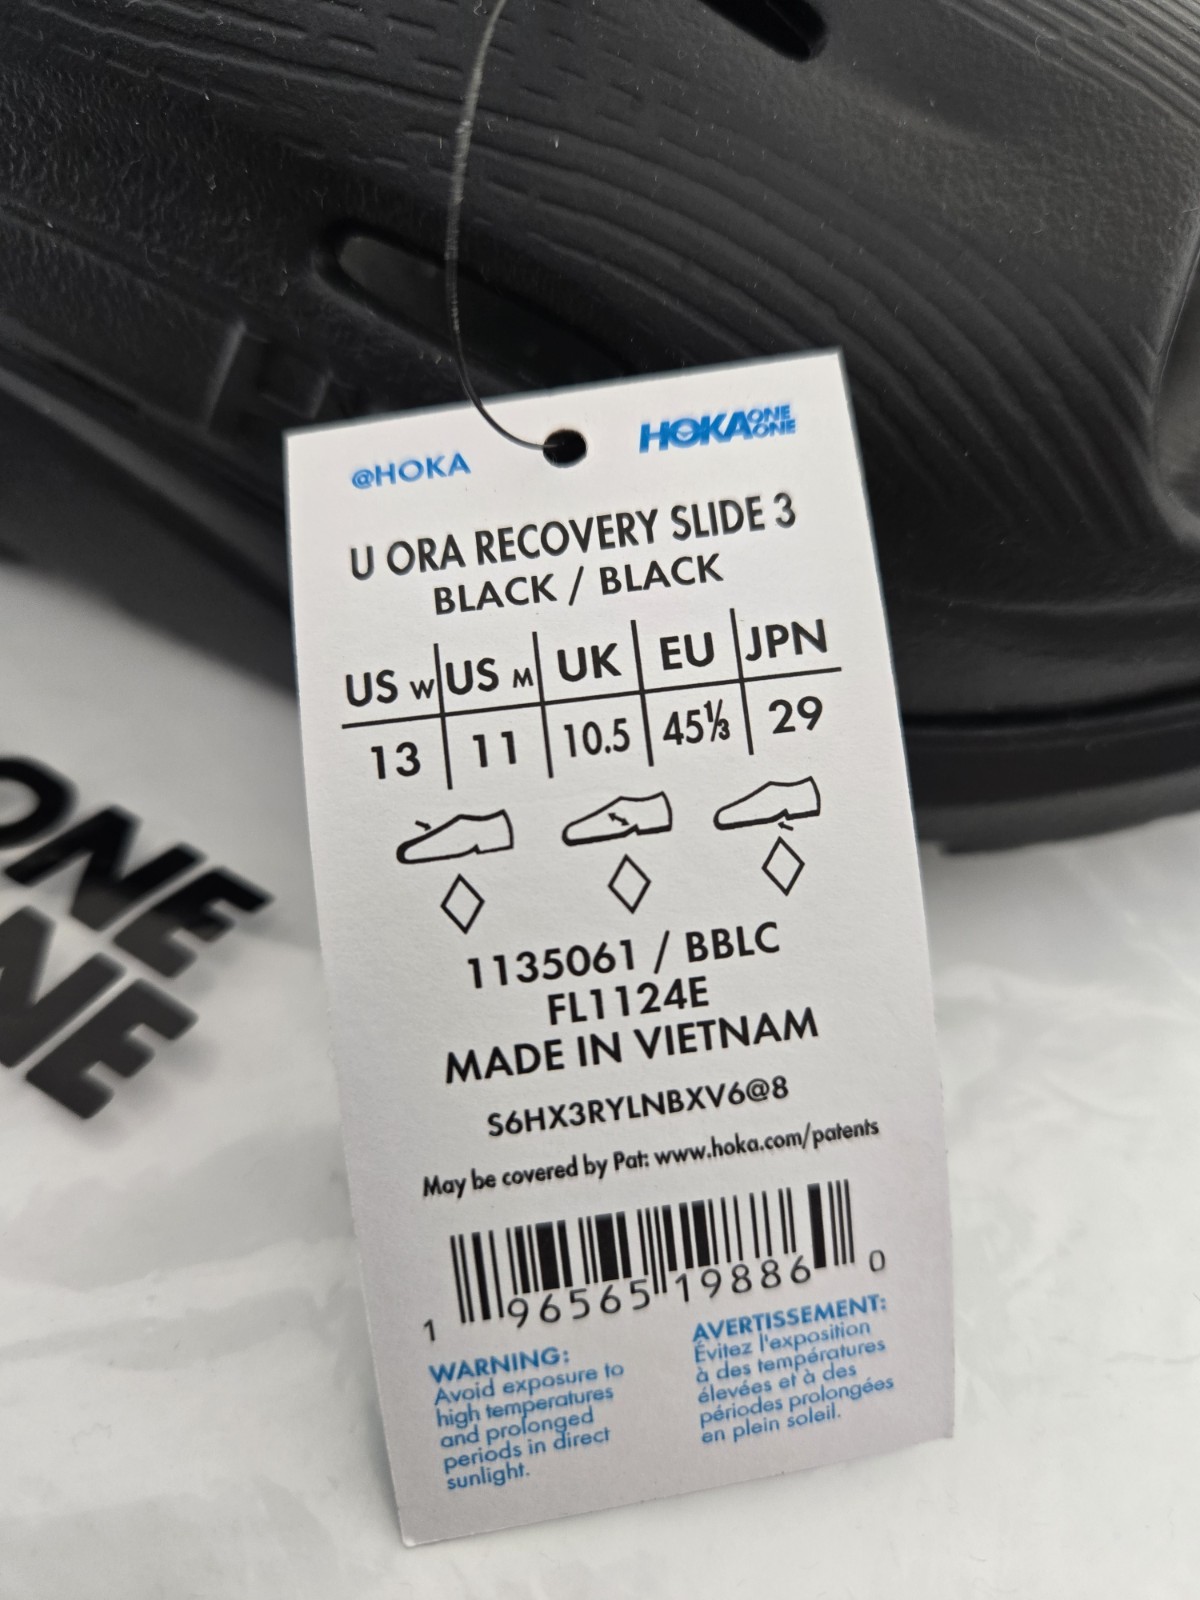 @HOKA
HOKA ONE ONE
U ORA RECOVERY SLIDE 3
BLACK / BLACK
US W US M UK EU JPN
13 11 10.5 45⅓ 29
1135061 / BBLC
FL1124E
MADE IN VIETNAM
S6HX3RYLNBXV6@8
May be covered by Pat: www.hoka.com/patents
1 96565 19886 0
WARNING:
Avoid exposure to
high temperatures
and prolonged
periods in direct
sunlight.
AVERTISSEMENT:
Évitez l'exposition
à des températures
élevées et à des
périodes prolongées
en plein soleil.
ONE
NE